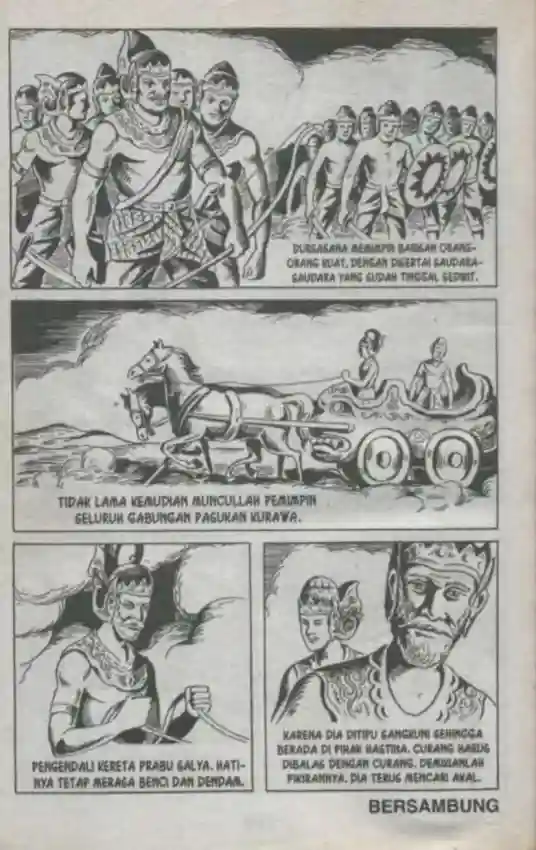 DURSASANA MEMIMPIN BARISAN ORANG-
ORANG KUAT, DENGAN DISERTAI SAUDARA-
SAUDARA YANG SUDAH TINGGAL SEDIKIT.
TIDAK LAMA KEMUDIAN MUNCULLAH PEMIMPIN
SELURUH GABUNGAN PASUKAN KURAWA.
PENGENDALI KERETA PRABU SALYA. HATI-
NYA TETAP MERASA BENCI DAN DENDAM.
KARENA DIA DITIPU SANGKUNI SEHINGGA
BERADA DI PIHAK HASTINA. CURANG HARUS
DIBALAS DENGAN CURANG. DEMIKIANLAH
PIKIRANNYA. DIA TERUS MENCARI AKAL.
BERSAMBUNG